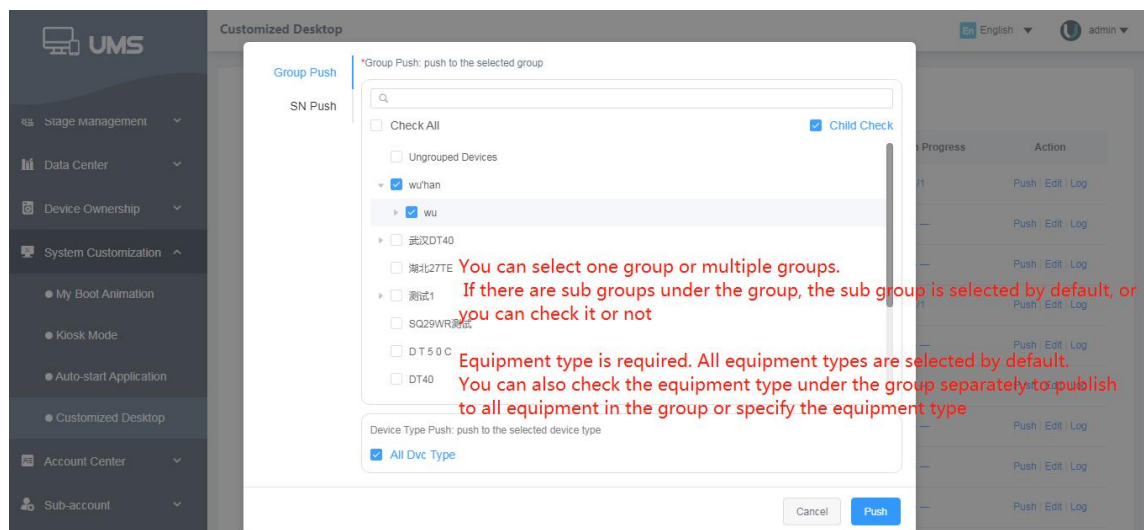 UMS
Customized Desktop
En English
admin
Stage Management
Data Center
Device Ownership
System Customization
My Boot Animation
Kiosk Mode
Auto-start Application
Customized Desktop
Account Center
Sub-account
Group Push
SN Push
*Group Push: push to the selected group
Check All
Child Check
Ungrouped Devices
wu'han
wu
武汉DT40
湖北27TE
测试1
SQ29WR测试
DT50C
DT40
You can select one group or multiple groups.
If there are sub groups under the group, the sub group is selected by default, or
you can check it or not
Equipment type is required. All equipment types are selected by default.
You can also check the equipment type under the group separately to publish
to all equipment in the group or specify the equipment type
Device Type Push: push to the selected device type
All Dvc Type
Cancel
Push
Progress
Action
/1
Push Edit Log
Push Edit Log
Push Edit Log
/1
Push Edit Log
Push Edit Log
Push Edit Log
Push Edit Log
Push Edit Log
Push Edit Log